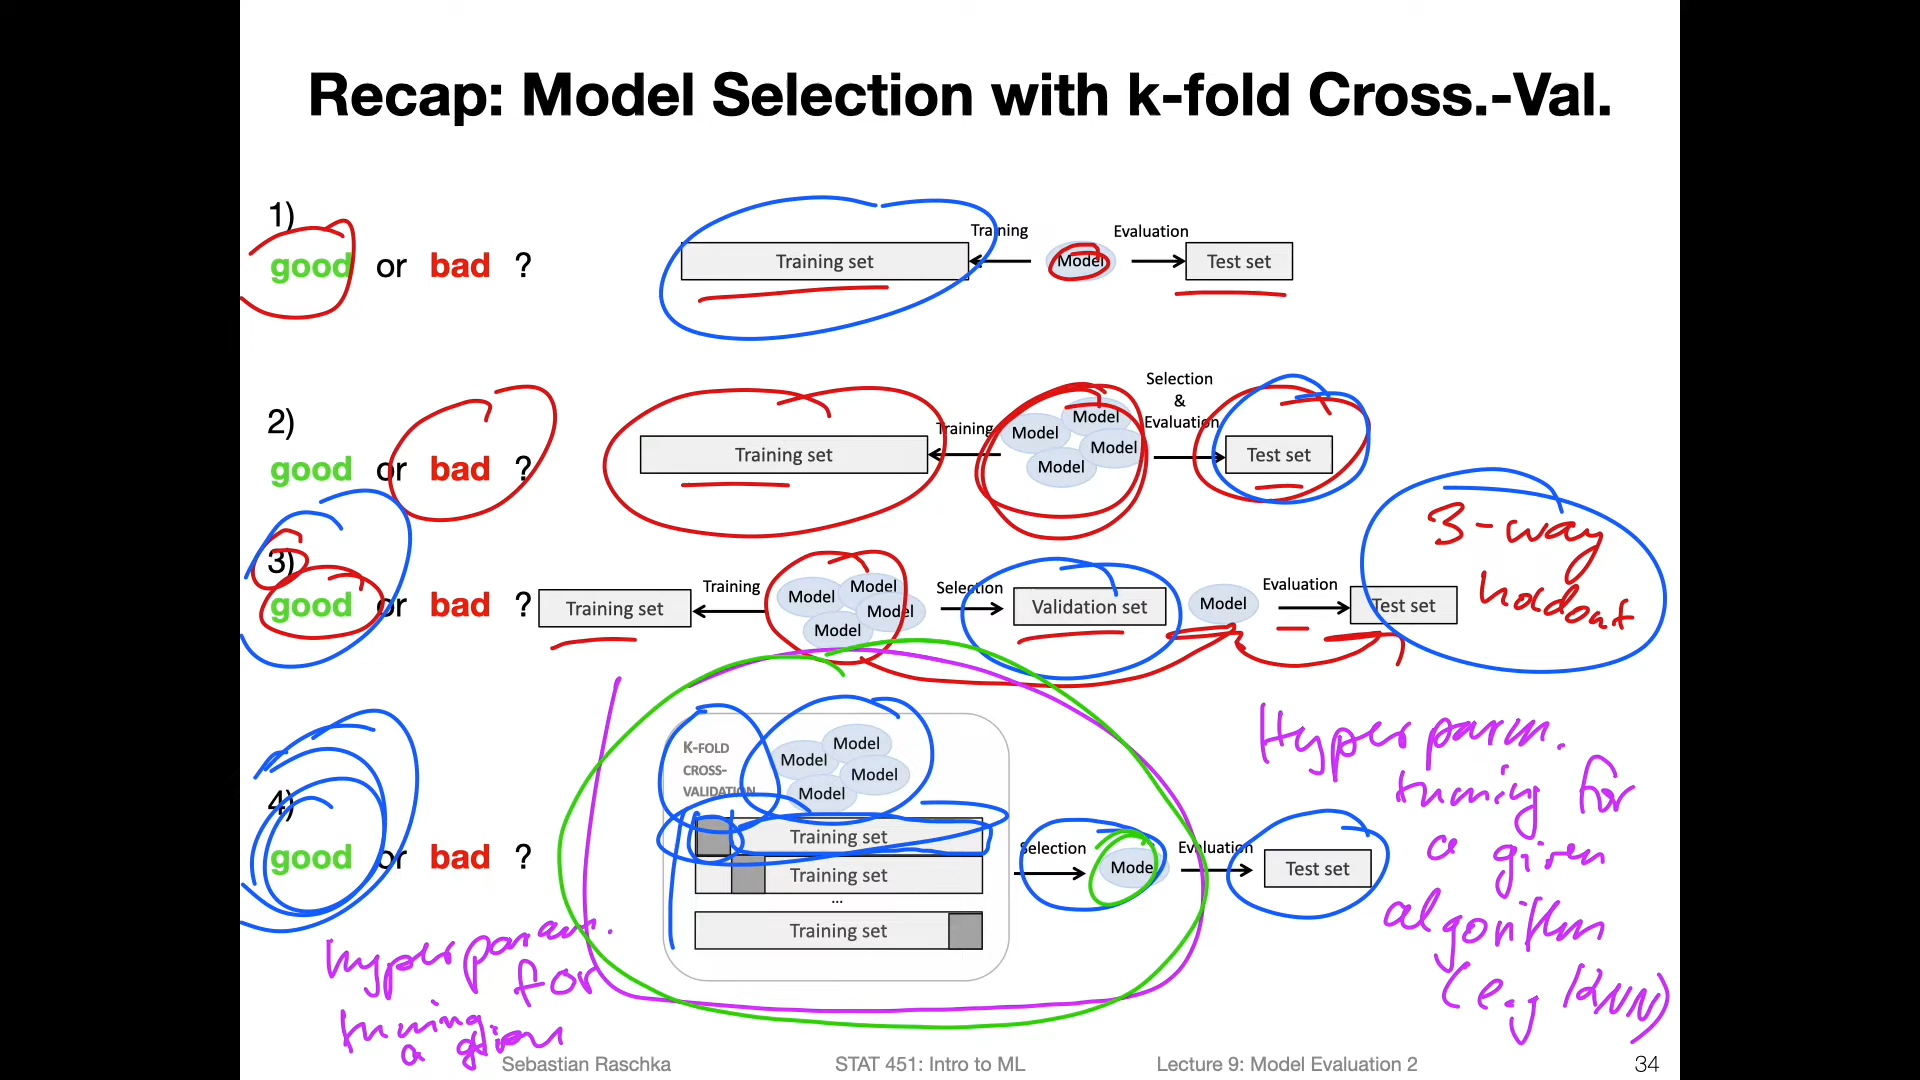 Recap: Model Selection with k-fold Cross.-Val.
1)
good or bad ?
Training set
Training
Model
Evaluation
Test set
2)
good or bad ?
Training set
Training
Model
Model
Model
Model
Selection
&
Evaluation
Test set
3-way
holdout
3)
good or bad ?
Training set
Training
Model
Model
Model
Model
Selection
Validation set
Model
Evaluation
Test set
4)
good or bad ?
K-FOLD
CROSS-
VALIDATION
Model
Model
Model
Model
Training set
Training set
...
Training set
Selection
Model
Evaluation
Test set
Hyperparam.
tuning for
a given
algorithm
(e.g KNN)
hyperparam.
tuning for
a given
Sebastian Raschka
STAT 451: Intro to ML
Lecture 9: Model Evaluation 2
34